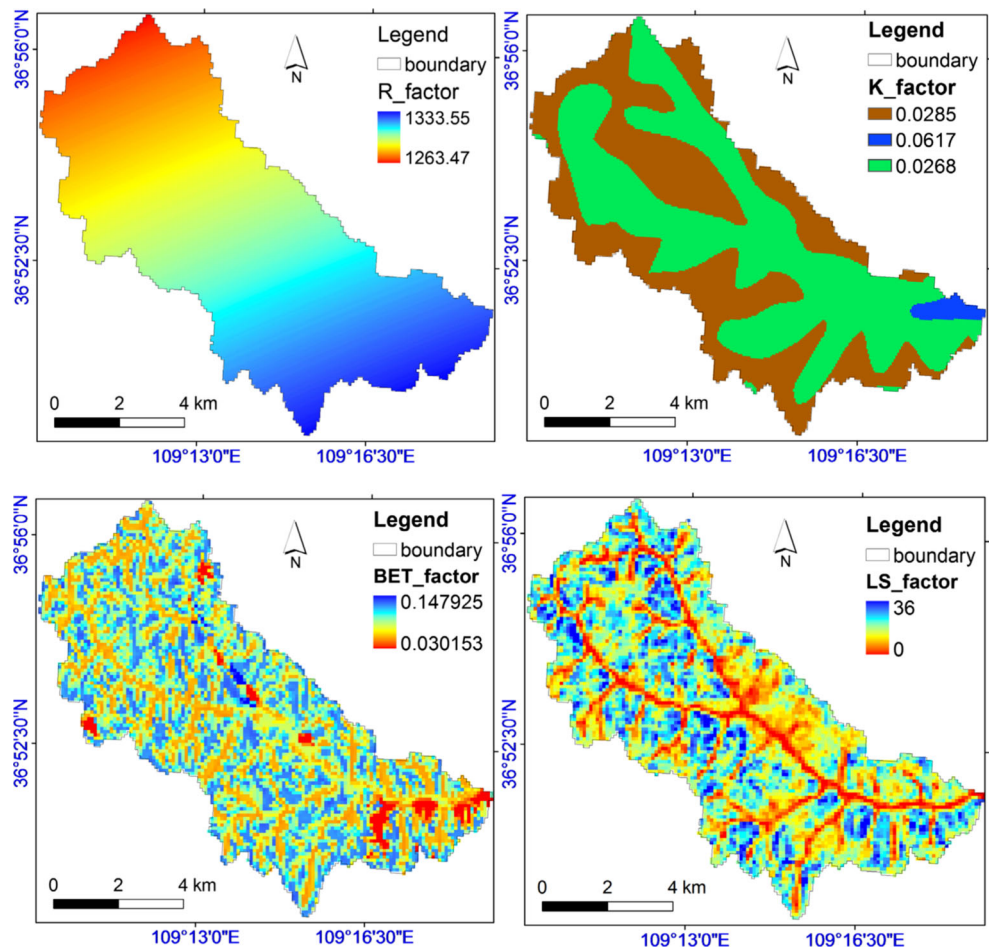 36°56'0"N
36°52'30"N
Legend
boundary
R_factor
1333.55
1263.47
N
0 2 4 km
109°13'0"E 109°16'30"E
36°56'0"N
36°52'30"N
Legend
boundary
K_factor
0.0285
0.0617
0.0268
N
0 2 4 km
109°13'0"E 109°16'30"E
36°56'0"N
36°52'30"N
Legend
boundary
BET_factor
0.147925
0.030153
N
0 2 4 km
109°13'0"E 109°16'30"E
36°56'0"N
36°52'30"N
Legend
boundary
LS_factor
36
0
N
0 2 4 km
109°13'0"E 109°16'30"E